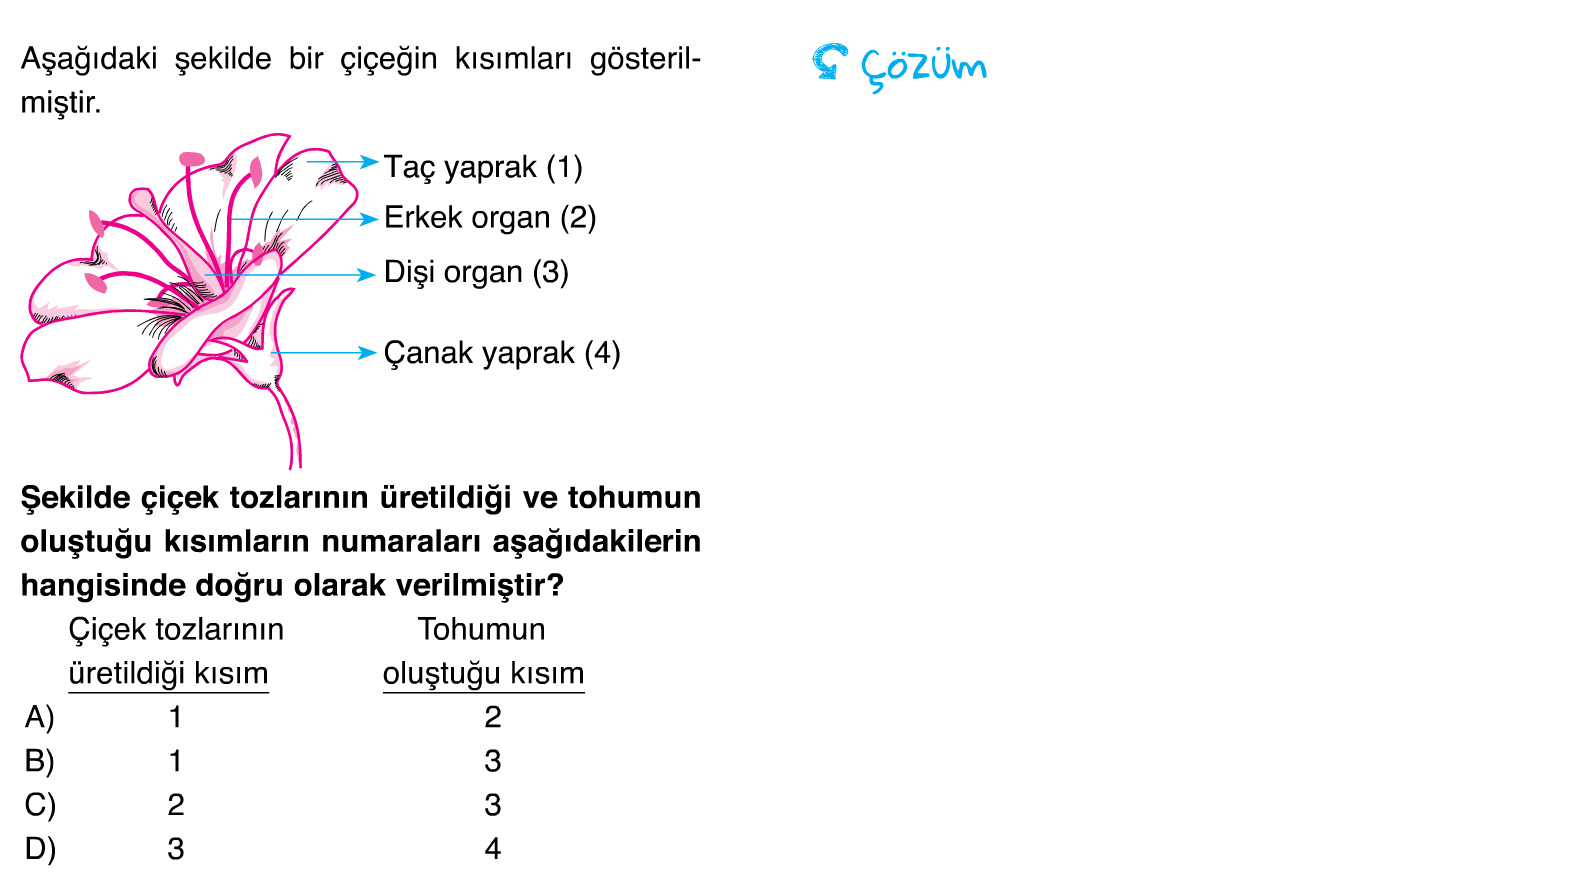 Aşağıdaki şekilde bir çiçeğin kısımları gösteril-
miştir.
Taç yaprak (1)
Erkek organ (2)
Dişi organ (3)
Çanak yaprak (4)
Şekilde çiçek tozlarının üretildiği ve tohumun
oluştuğu kısımların numaraları aşağıdakilerin
hangisinde doğru olarak verilmiştir?
Çiçek tozlarının Tohumun
üretildiği kısım oluştuğu kısım
A) 1 2
B) 1 3
C) 2 3
D) 3 4
Çözüm